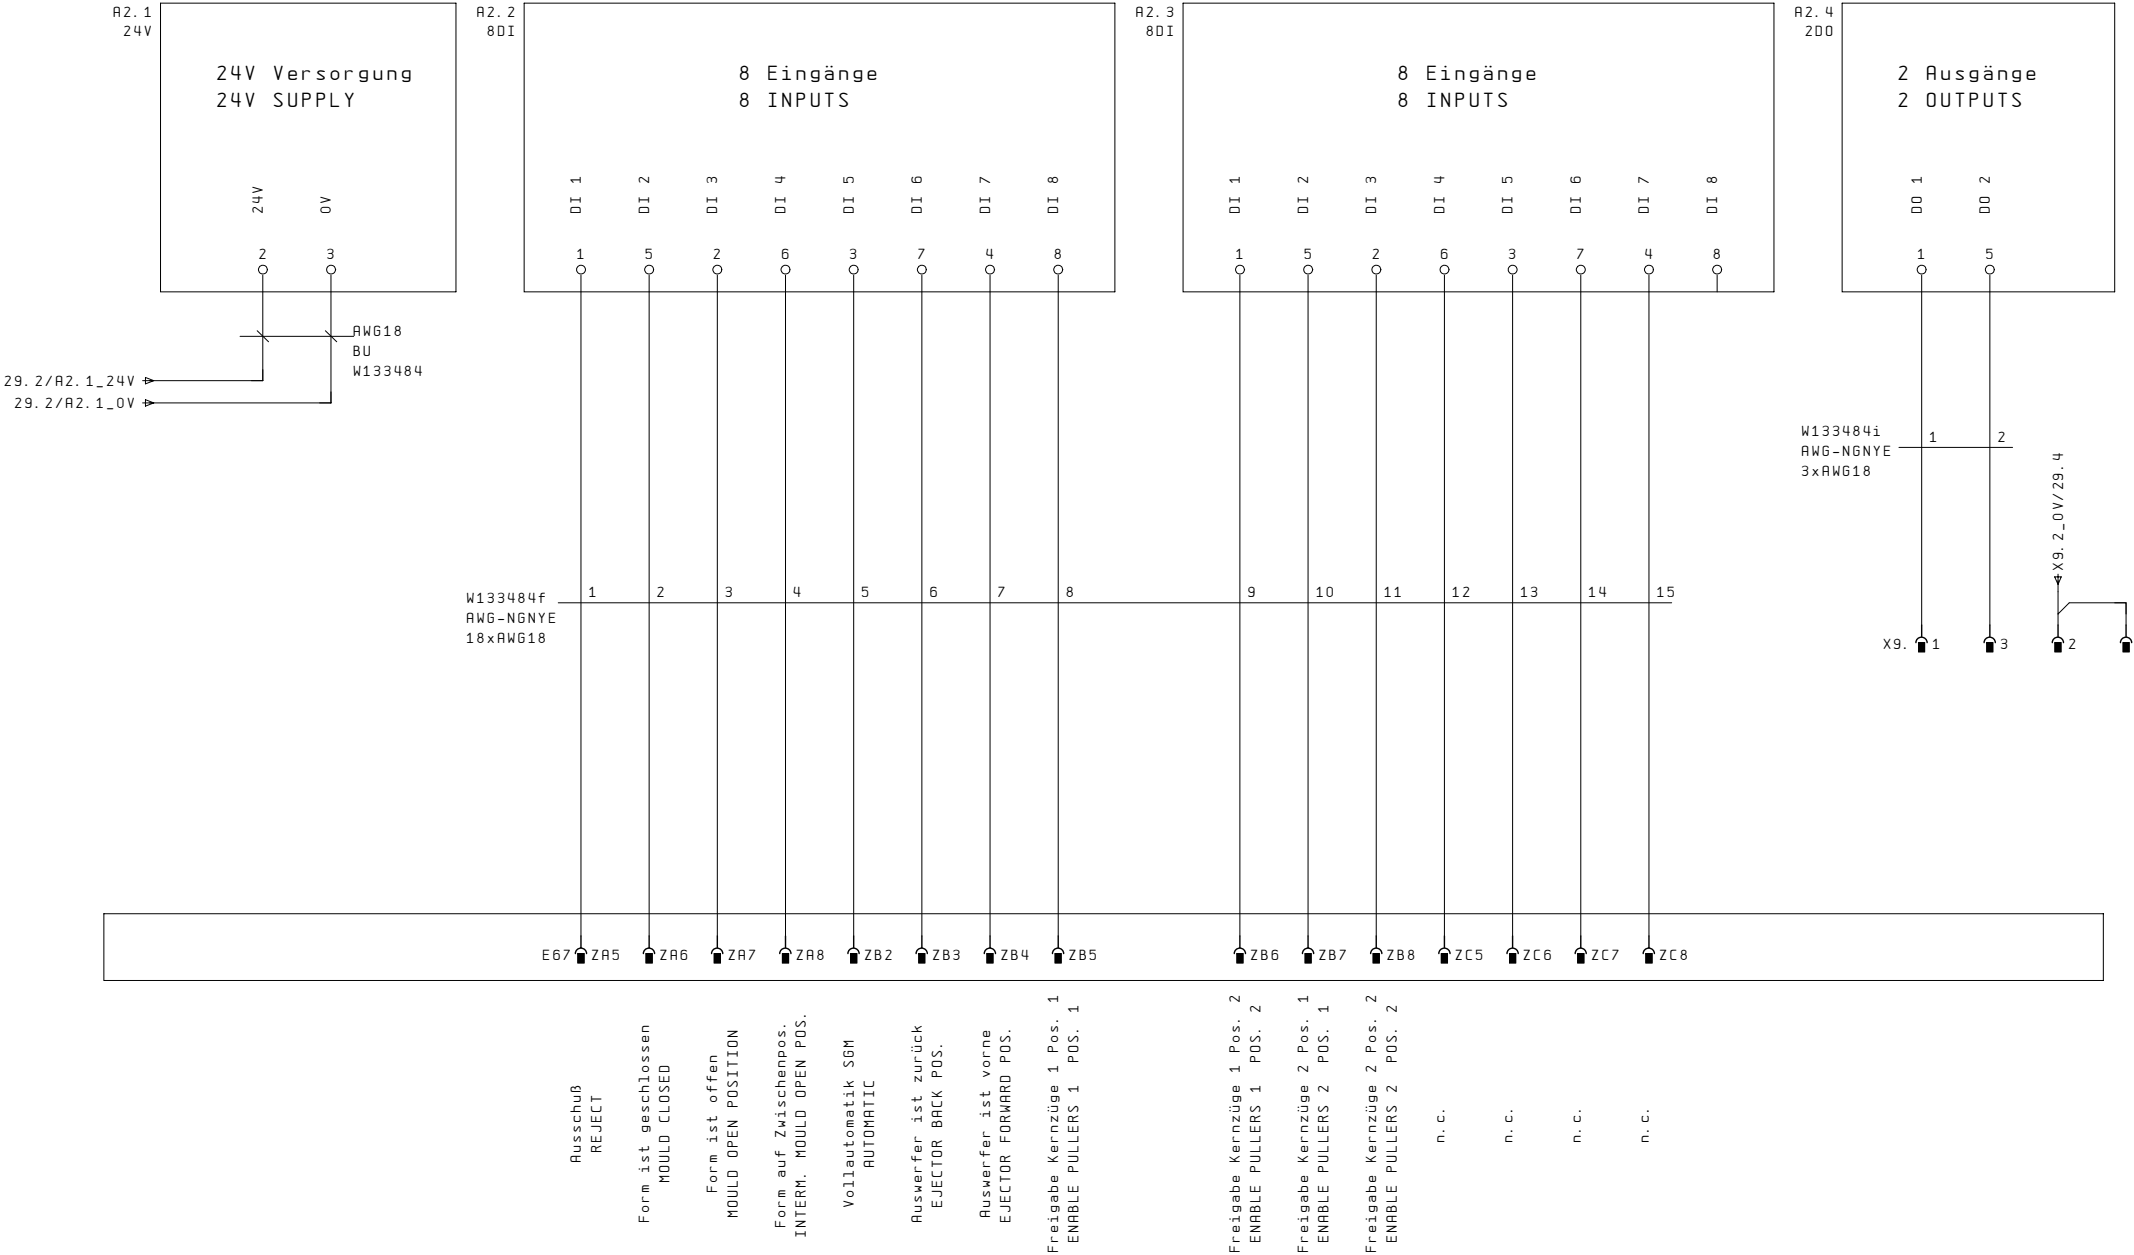 A2.1
24V
24V Versorgung
24V SUPPLY
24V
0V
2
3
AWG18
BU
W133484
29.2/A2.1_24V
29.2/A2.1_0V
A2.2
8DI
8 Eingänge
8 INPUTS
DI 1
DI 2
DI 3
DI 4
DI 5
DI 6
DI 7
DI 8
1
5
2
6
3
7
4
8
A2.3
8DI
8 Eingänge
8 INPUTS
DI 1
DI 2
DI 3
DI 4
DI 5
DI 6
DI 7
DI 8
1
5
2
6
3
7
4
8
A2.4
2DO
2 Ausgänge
2 OUTPUTS
DO 1
DO 2
1
5
W133484i
AWG-NGNYE
3xAWG18
1
2
X9.2_0V/29.4
X9.
1
3
2
W133484f
AWG-NGNYE
18xAWG18
1
2
3
4
5
6
7
8
9
10
11
12
13
14
15
E67
ZA5
ZA6
ZA7
ZA8
ZB2
ZB3
ZB4
ZB5
ZB6
ZB7
ZB8
ZC5
ZC6
ZC7
ZC8
Ausschuß
REJECT
Form ist geschlossen
MOULD CLOSED
Form ist offen
MOULD OPEN POSITION
Form auf Zwischenpos.
INTERM. MOULD OPEN POS.
Vollautomatik SGM
AUTOMATIC
Auswerfer ist zurück
EJECTOR BACK POS.
Auswerfer ist vorne
EJECTOR FORWARD POS.
Freigabe Kernzüge 1 Pos. 1
ENABLE PULLERS 1 POS. 1
Freigabe Kernzüge 1 Pos. 2
ENABLE PULLERS 1 POS. 2
Freigabe Kernzüge 2 Pos. 1
ENABLE PULLERS 2 POS. 1
Freigabe Kernzüge 2 Pos. 2
ENABLE PULLERS 2 POS. 2
n.c.
n.c.
n.c.
n.c.